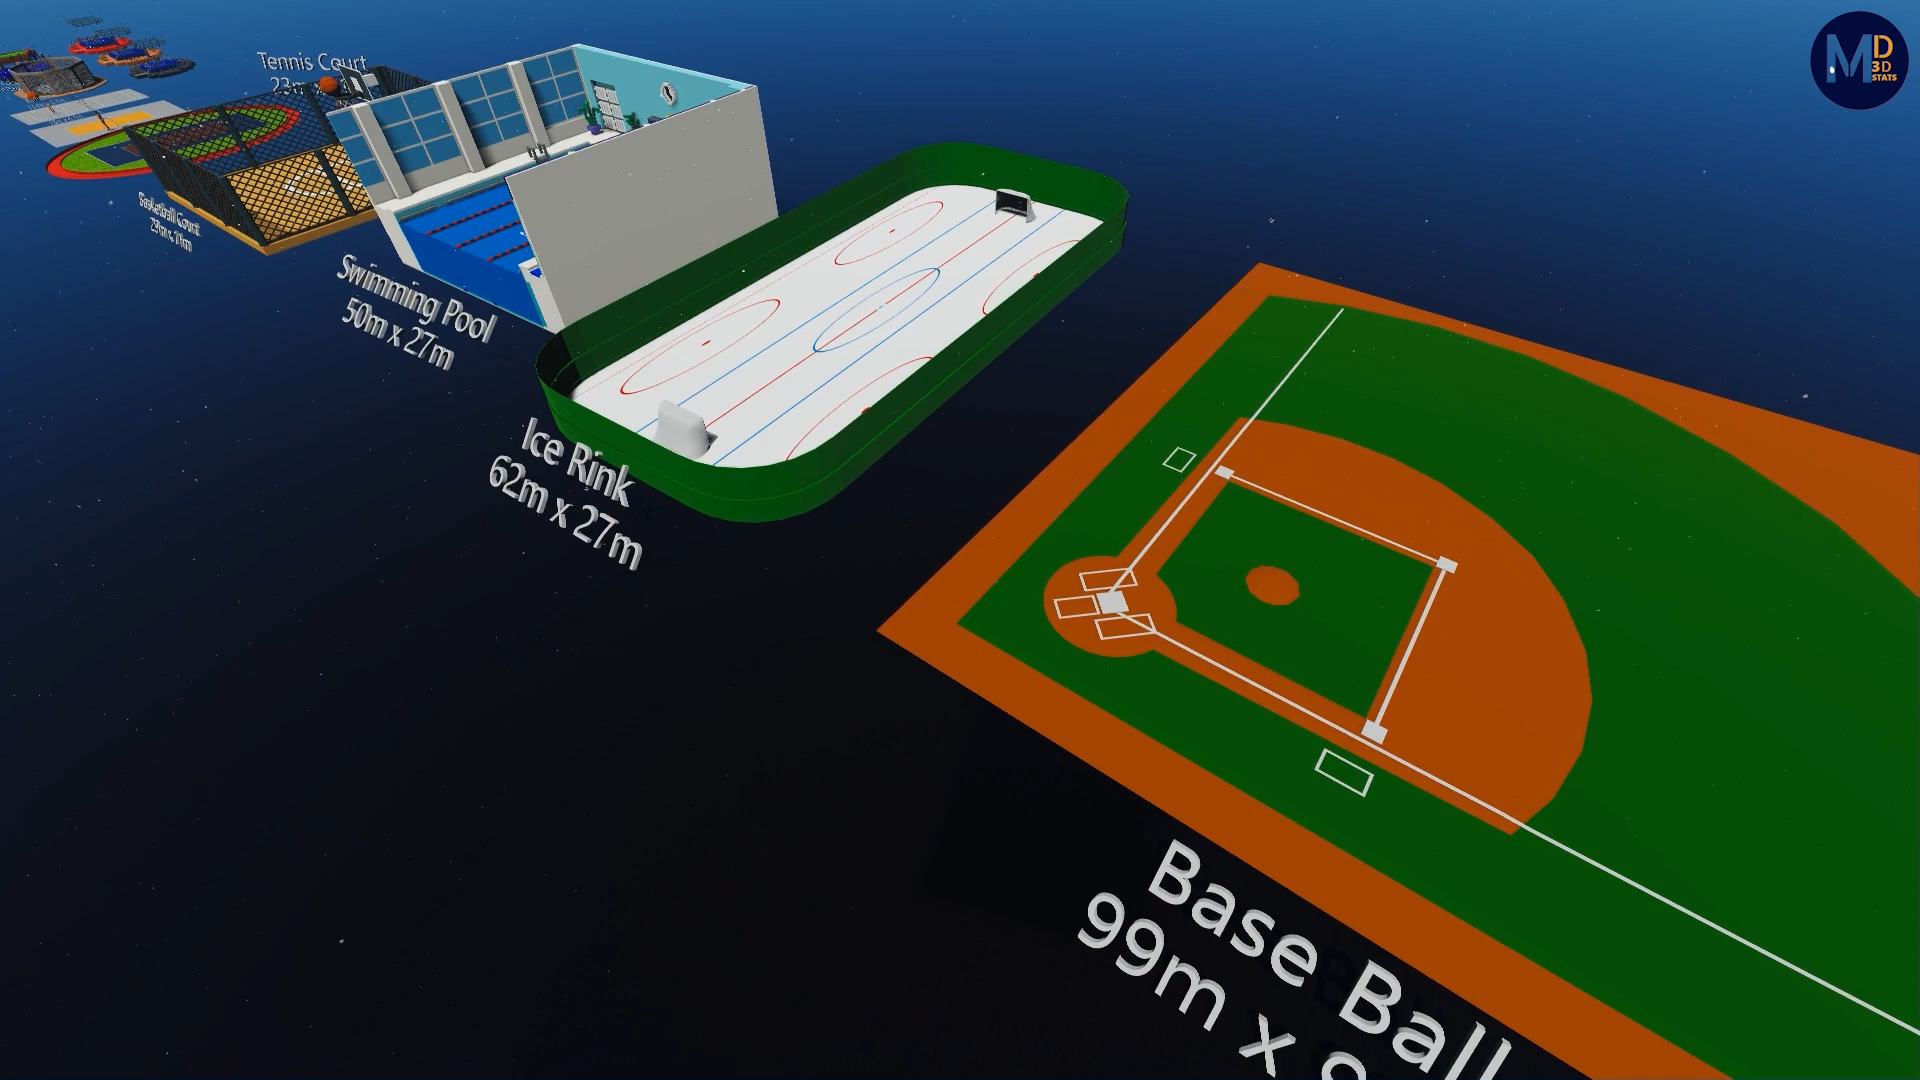 MD
3D
STATS
Tennis Court
Basketball Court
Swimming Pool
50m x 27m
Ice Rink
62m x 27m
Base Ball
99m x